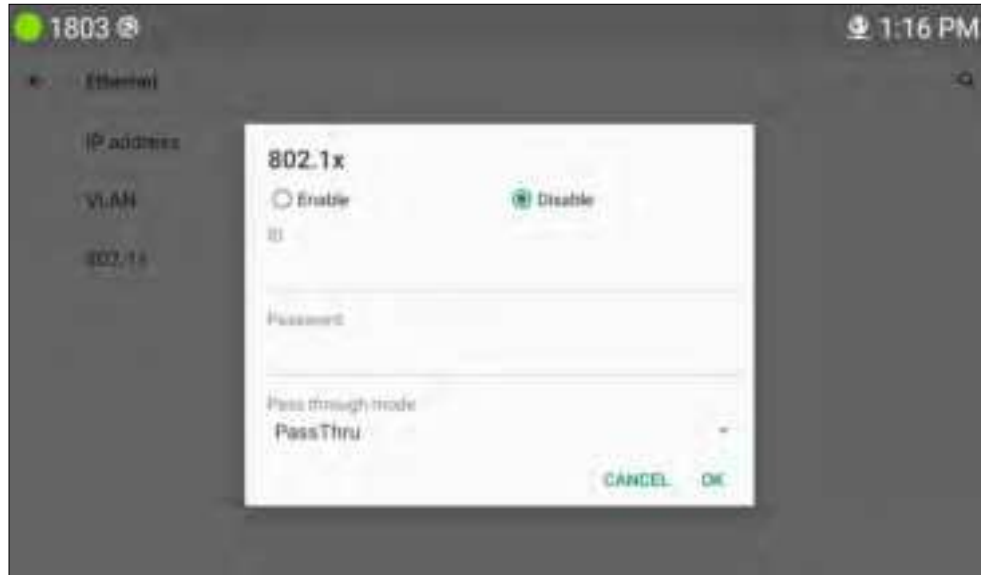 1803
1:16 PM
Ethernet
IP address
VLAN
802.1x
802.1x
Enable
Disable
ID
Password
Pass through mode
PassThru
CANCEL OK